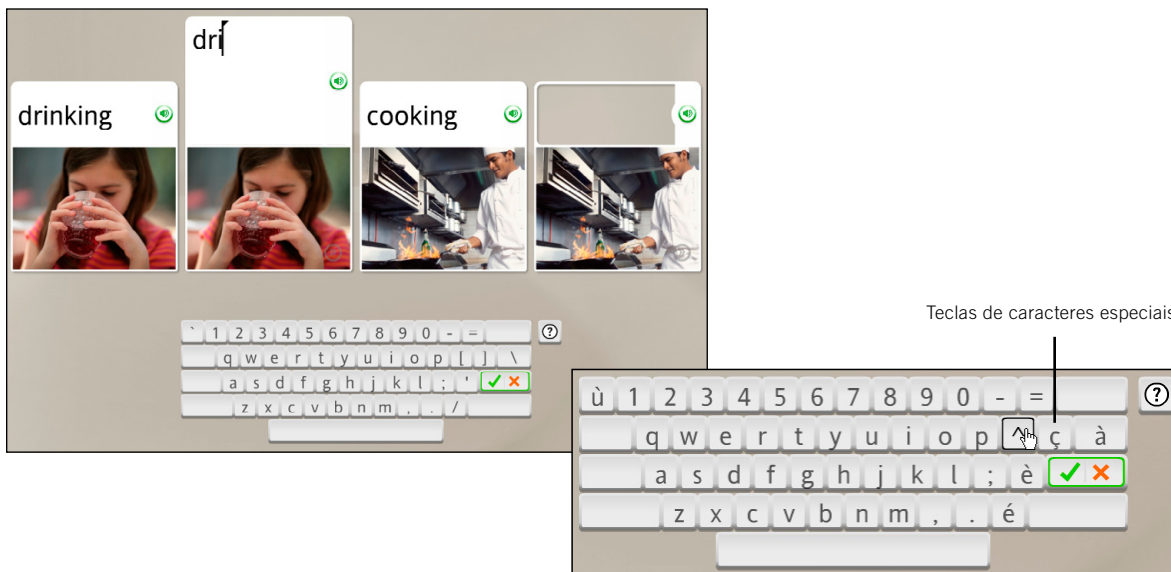 dri
drinking
cooking
` 1 2 3 4 5 6 7 8 9 0 - =
?
q w e r t y u i o p [ ] \
a s d f g h j k l ; '
z x c v b n m , . /
Teclas de caracteres especiais
ù 1 2 3 4 5 6 7 8 9 0 - =
?
q w e r t y u i o p ^ ç à
a s d f g h j k l ; è
z x c v b n m , . é